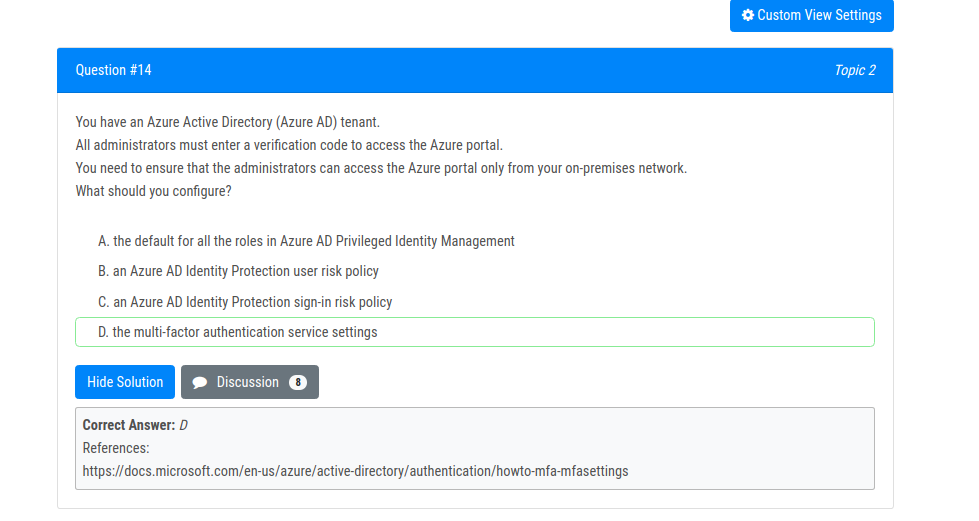 Custom View Settings
Question #14
Topic 2
You have an Azure Active Directory (Azure AD) tenant.
All administrators must enter a verification code to access the Azure portal.
You need to ensure that the administrators can access the Azure portal only from your on-premises network.
What should you configure?
A. the default for all the roles in Azure AD Privileged Identity Management
B. an Azure AD Identity Protection user risk policy
C. an Azure AD Identity Protection sign-in risk policy
D. the multi-factor authentication service settings
Hide Solution
Discussion 8
Correct Answer: D
References:
https://docs.microsoft.com/en-us/azure/active-directory/authentication/howto-mfa-mfasettings